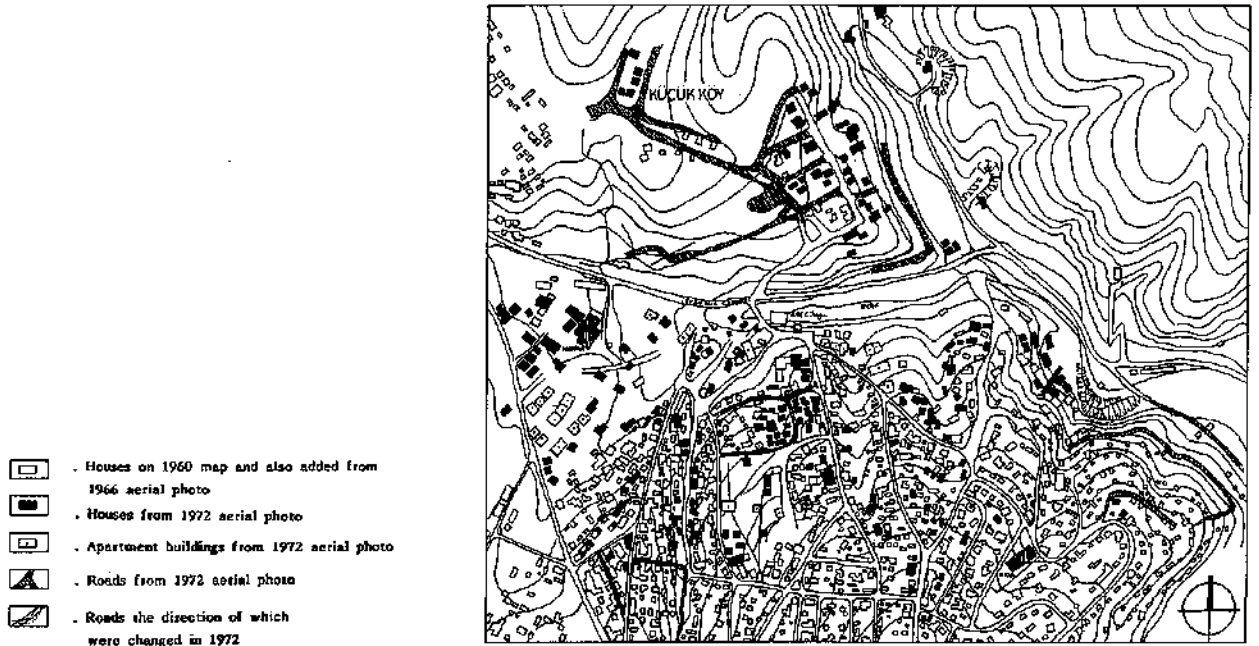 KÜÇÜK KÖY
. Houses on 1960 map and also added from
1966 aerial photo
. Houses from 1972 aerial photo
. Apartment buildings from 1972 aerial photo
. Roads from 1972 aerial photo
. Roads the direction of which
were changed in 1972